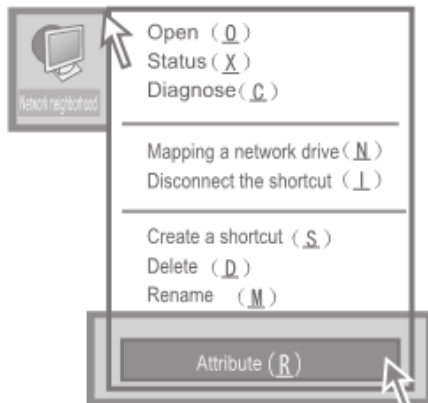 Network neighborhood
Open (O)
Status (X)
Diagnose (C)
Mapping a network drive (N)
Disconnect the shortcut (I)
Create a shortcut (S)
Delete (D)
Rename (M)
Attribute (R)